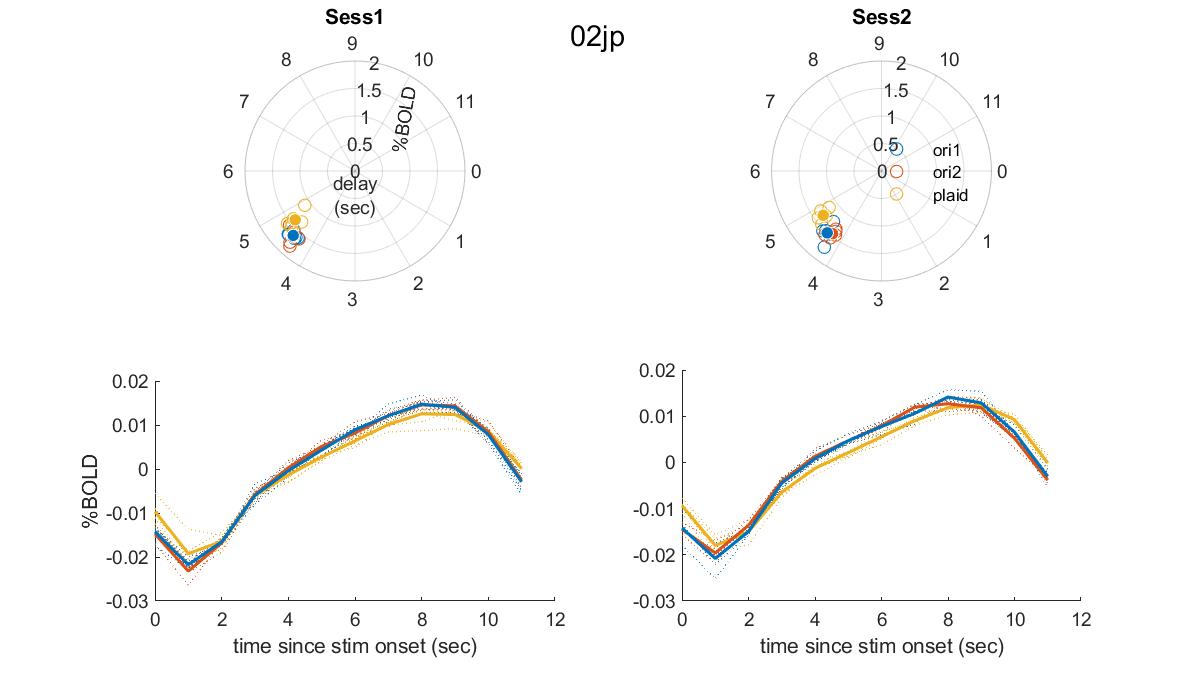 02jp
Sess1
9
8 10
7 11
6 0
5 1
4 2
3
2
1.5
1
0.5
0
%BOLD
delay
(sec)
Sess2
9
8 10
7 11
6 0
5 1
4 2
3
2
1.5
1
0.5
0
ori1
ori2
plaid
0.02
0.01
0
-0.01
-0.02
-0.03
%BOLD
0 2 4 6 8 10 12
time since stim onset (sec)
0.02
0.01
0
-0.01
-0.02
-0.03
0 2 4 6 8 10 12
time since stim onset (sec)